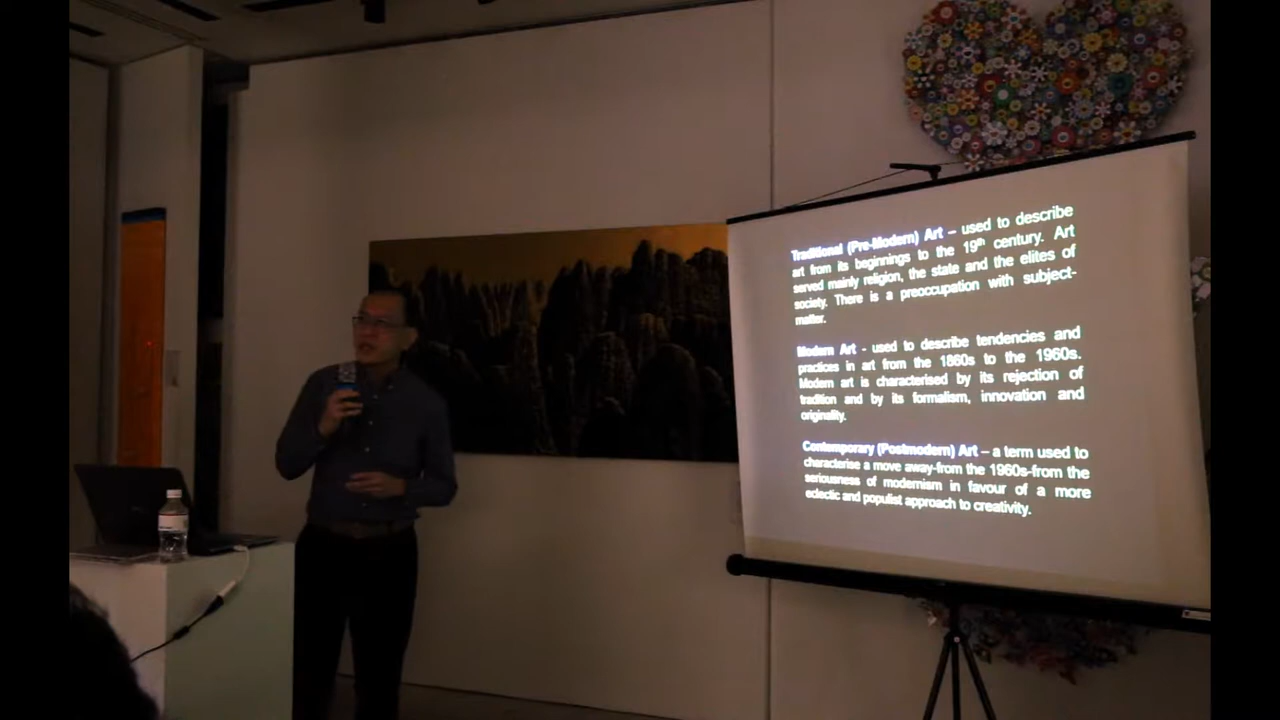 Traditional (Pre-Modern) Art – used to describe
art from its beginnings to the 19th century. Art
served mainly religion, the state and the elites of
society. There is a preoccupation with subject-
matter.
Modern Art - used to describe tendencies and
practices in art from the 1860s to the 1960s.
Modern art is characterised by its rejection of
tradition and by its formalism, innovation and
originality.
Contemporary (Postmodern) Art – a term used to
characterise a move away-from the 1960s-from the
seriousness of modernism in favour of a more
eclectic and populist approach to creativity.